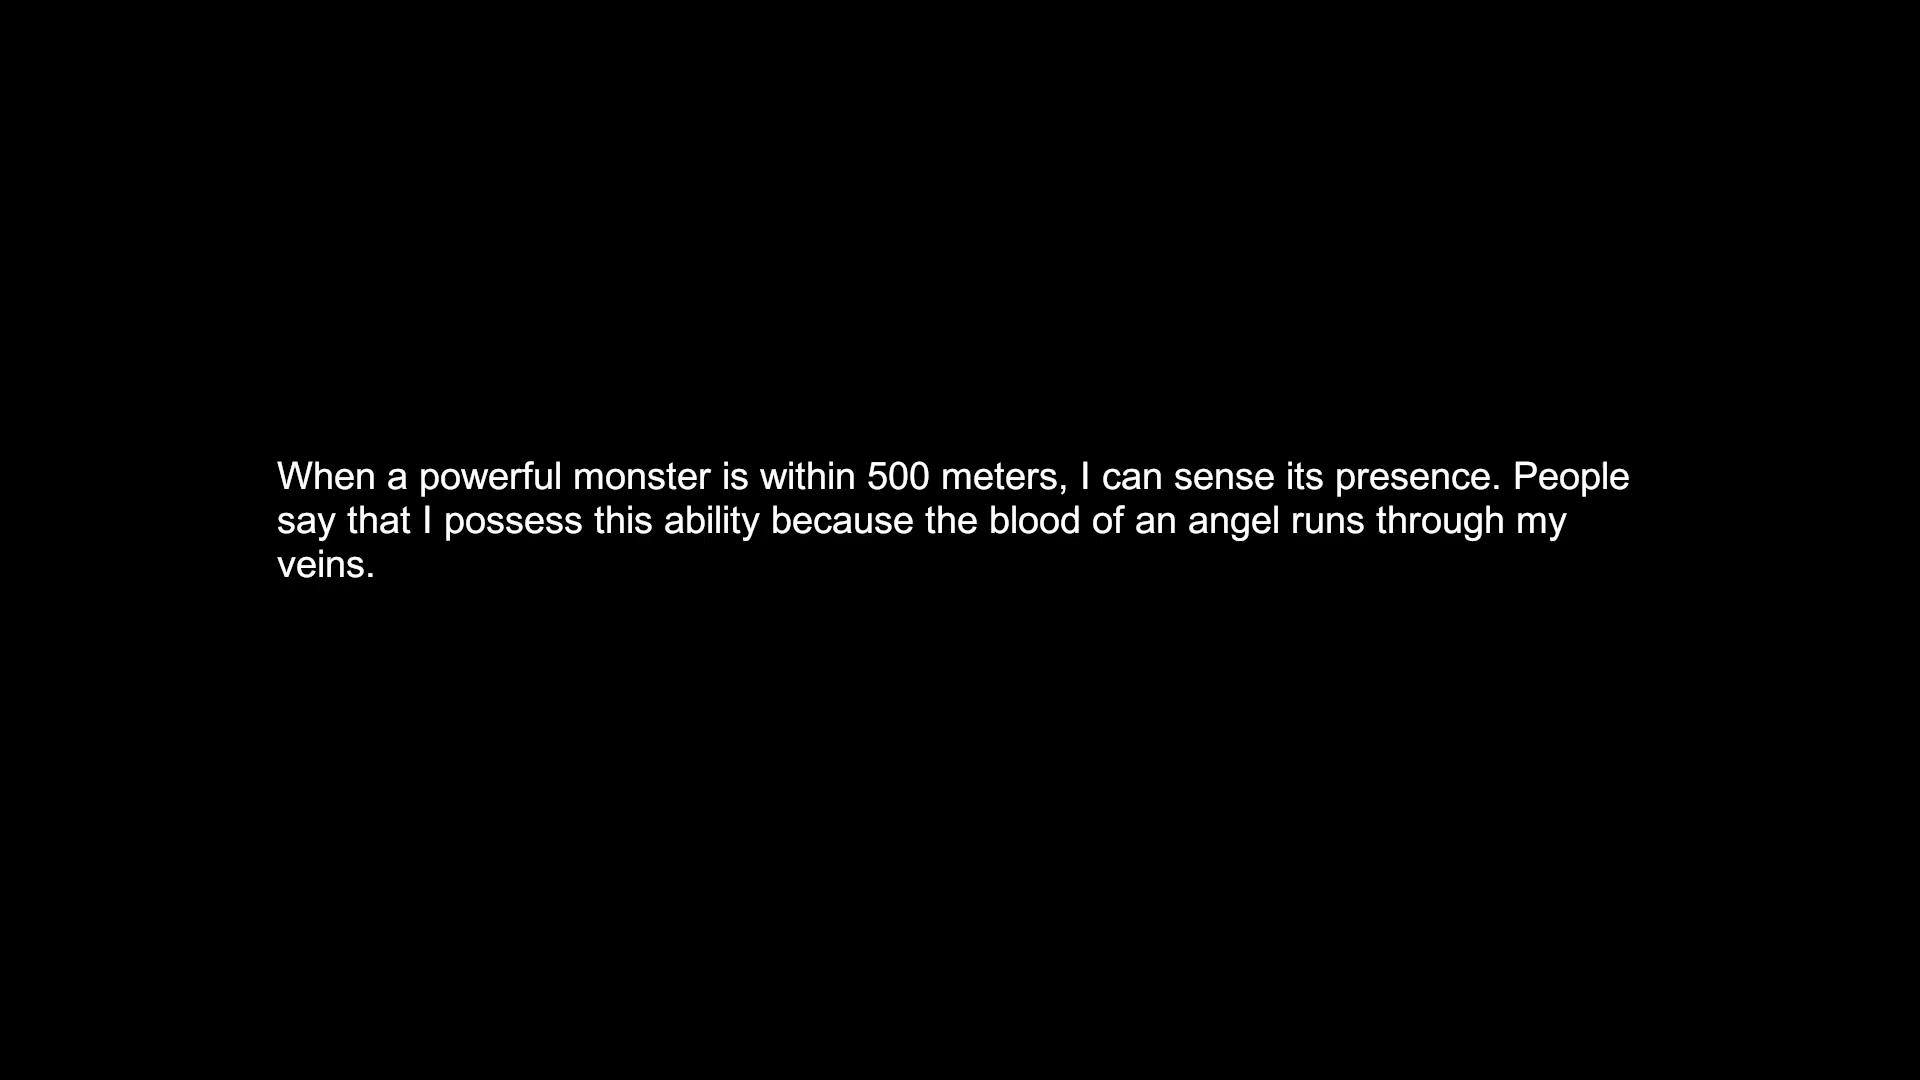 When a powerful monster is within 500 meters, I can sense its presence. People
say that I possess this ability because the blood of an angel runs through my
veins.